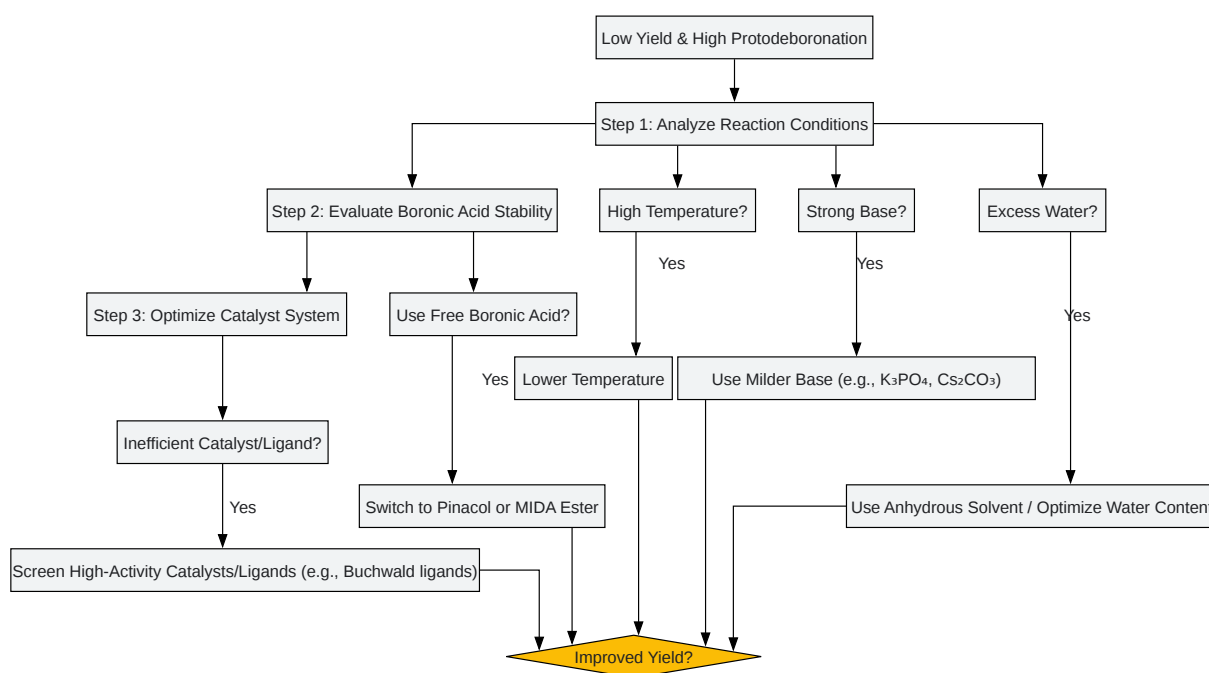 Low Yield & High Protodeboronation
Step 1: Analyze Reaction Conditions
Step 2: Evaluate Boronic Acid Stability
High Temperature?
Strong Base?
Excess Water?
Yes
Yes
Step 3: Optimize Catalyst System
Use Free Boronic Acid?
Yes
Yes
Lower Temperature
Use Milder Base (e.g., K₃PO₄, Cs₂CO₃)
Inefficient Catalyst/Ligand?
Yes
Switch to Pinacol or MIDA Ester
Use Anhydrous Solvent / Optimize Water Content
Screen High-Activity Catalysts/Ligands (e.g., Buchwald ligands)
Improved Yield?